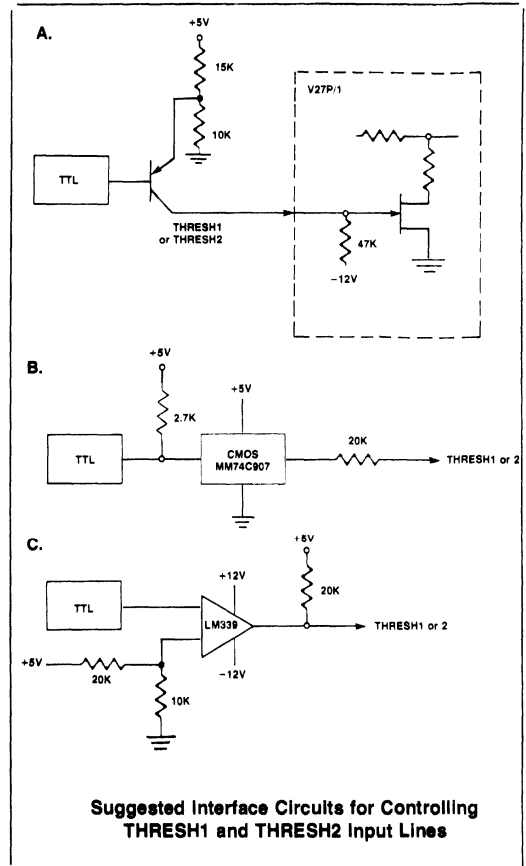 A.
+5V
15K
10K
TTL
THRESH1
or THRESH2
V27P/1
47K
-12V
B.
+5V
2.7K
+5V
TTL
CMOS
MM74C907
20K
THRESH1 or 2
C.
+5V
+12V
20K
TTL
LM339
THRESH1 or 2
+5V
20K
10K
-12V
Suggested Interface Circuits for Controlling
THRESH1 and THRESH2 Input Lines